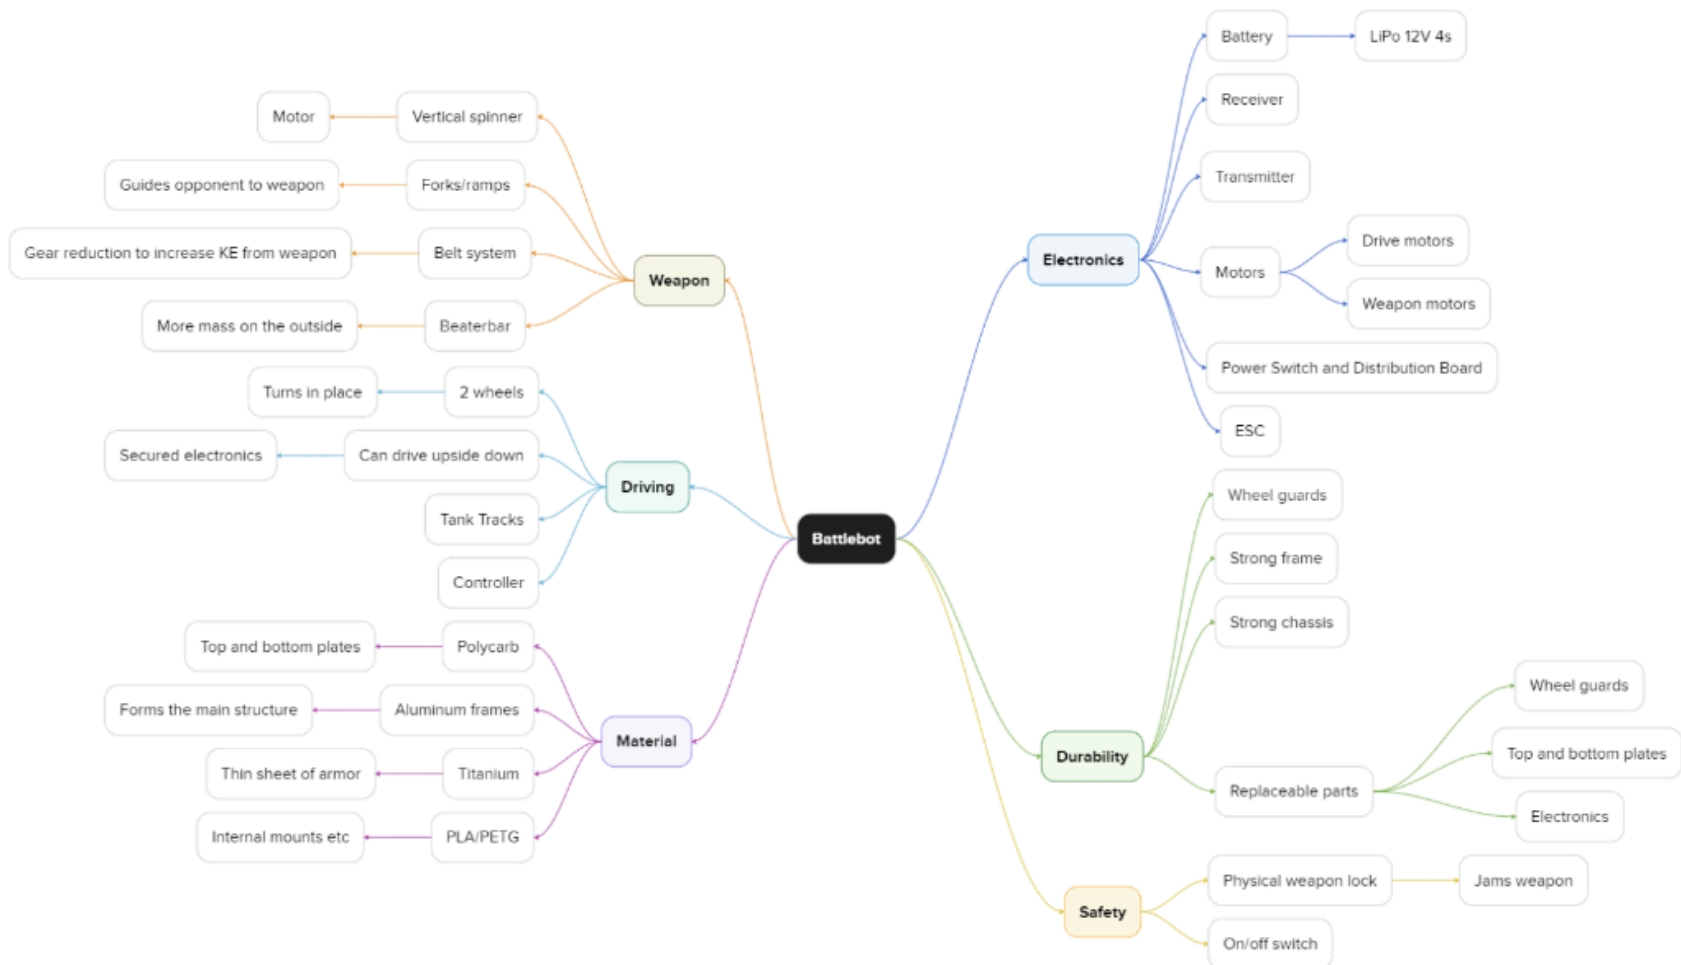 Battlebot
Weapon
Vertical spinner
Motor
Forks/ramps
Guides opponent to weapon
Belt system
Gear reduction to increase KE from weapon
Beaterbar
More mass on the outside
Driving
2 wheels
Turns in place
Can drive upside down
Secured electronics
Tank Tracks
Controller
Material
Polycarb
Top and bottom plates
Aluminum frames
Forms the main structure
Titanium
Thin sheet of armor
PLA/PETG
Internal mounts etc
Electronics
Battery
LiPo 12V 4s
Receiver
Transmitter
Motors
Drive motors
Weapon motors
Power Switch and Distribution Board
ESC
Durability
Wheel guards
Strong frame
Strong chassis
Replaceable parts
Wheel guards
Top and bottom plates
Electronics
Safety
Physical weapon lock
Jams weapon
On/off switch